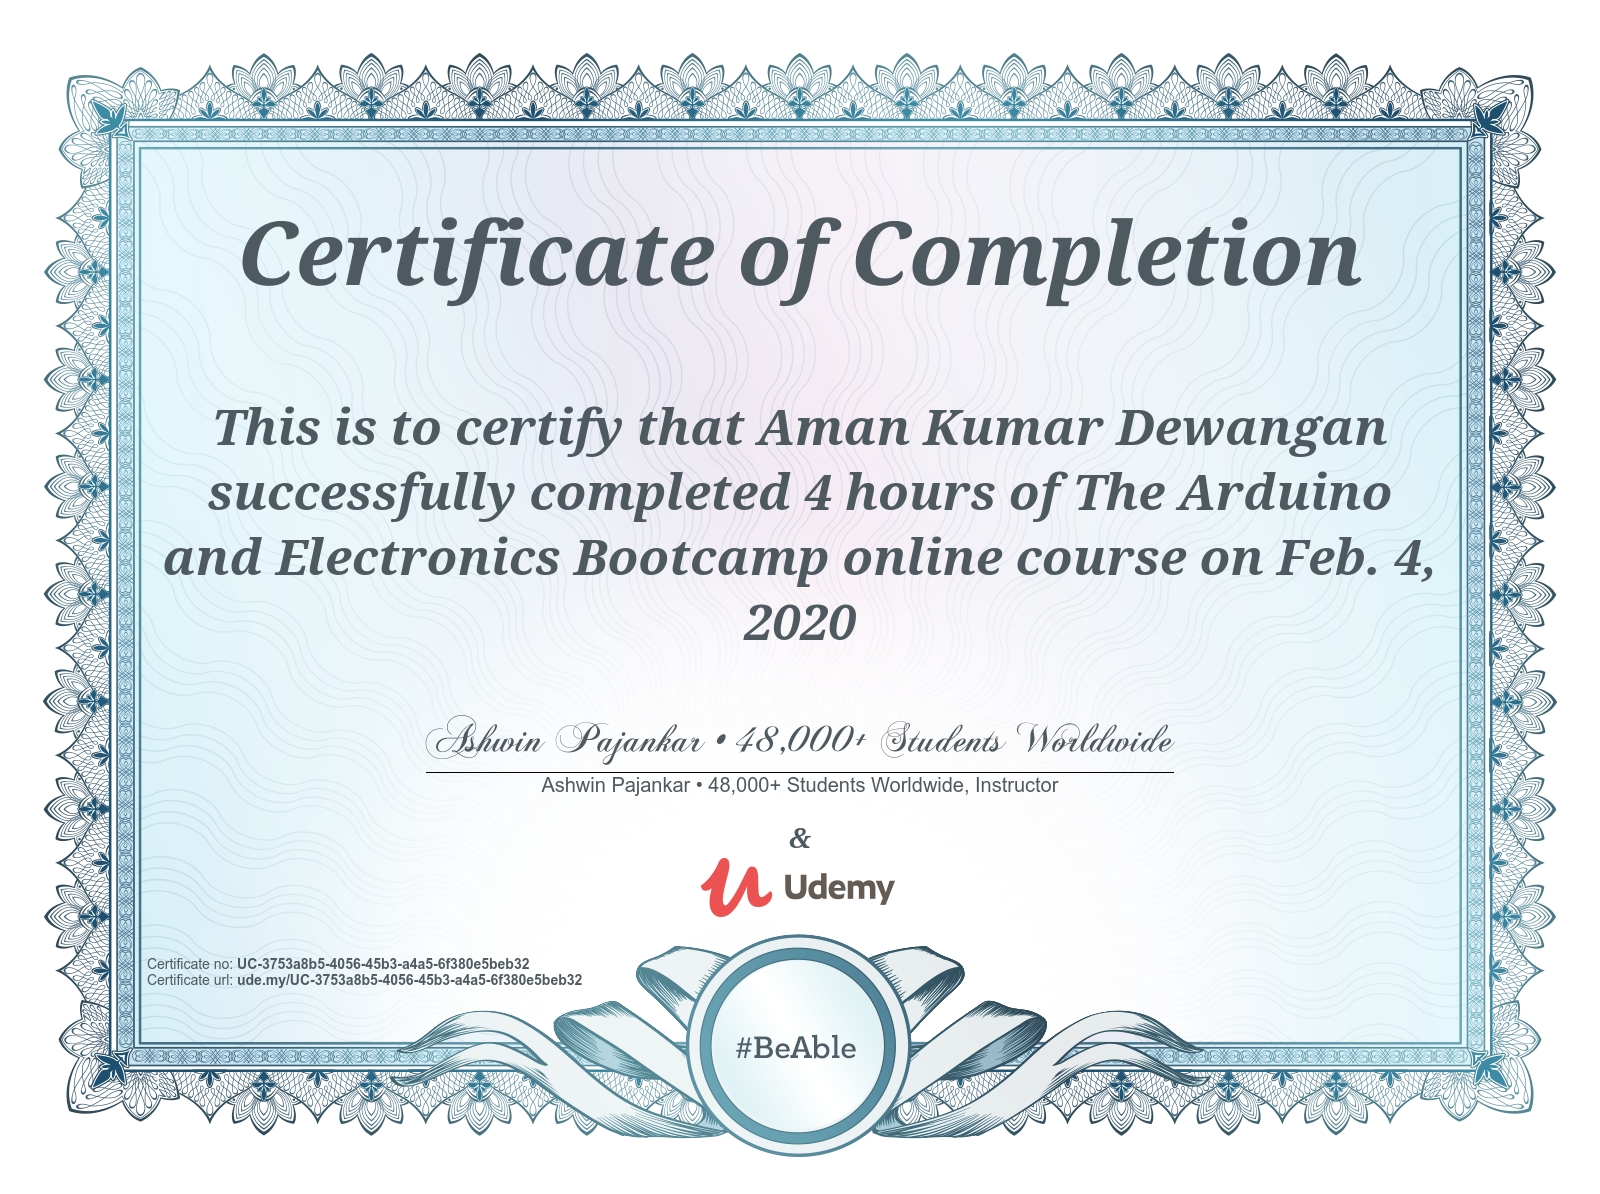 Certificate of Completion
This is to certify that Aman Kumar Dewangan
successfully completed 4 hours of The Arduino
and Electronics Bootcamp online course on Feb. 4,
2020
Ashwin Pajankar • 48,000+ Students Worldwide
Ashwin Pajankar • 48,000+ Students Worldwide, Instructor
&
Udemy
Certificate no: UC-3753a8b5-4056-45b3-a4a5-6f380e5beb32
Certificate url: ude.my/UC-3753a8b5-4056-45b3-a4a5-6f380e5beb32
#BeAble